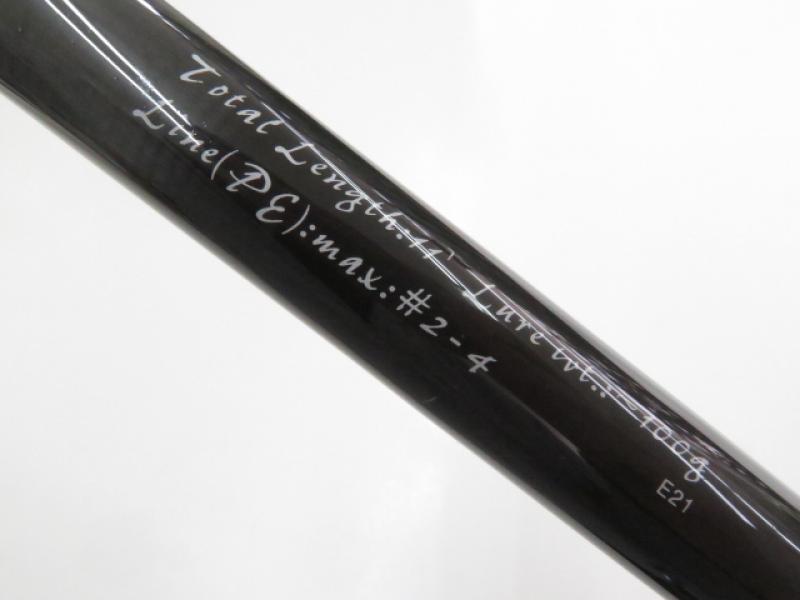 Total Length:11' Lure wt.:~100g
Line(PE):max:#2-4
E21